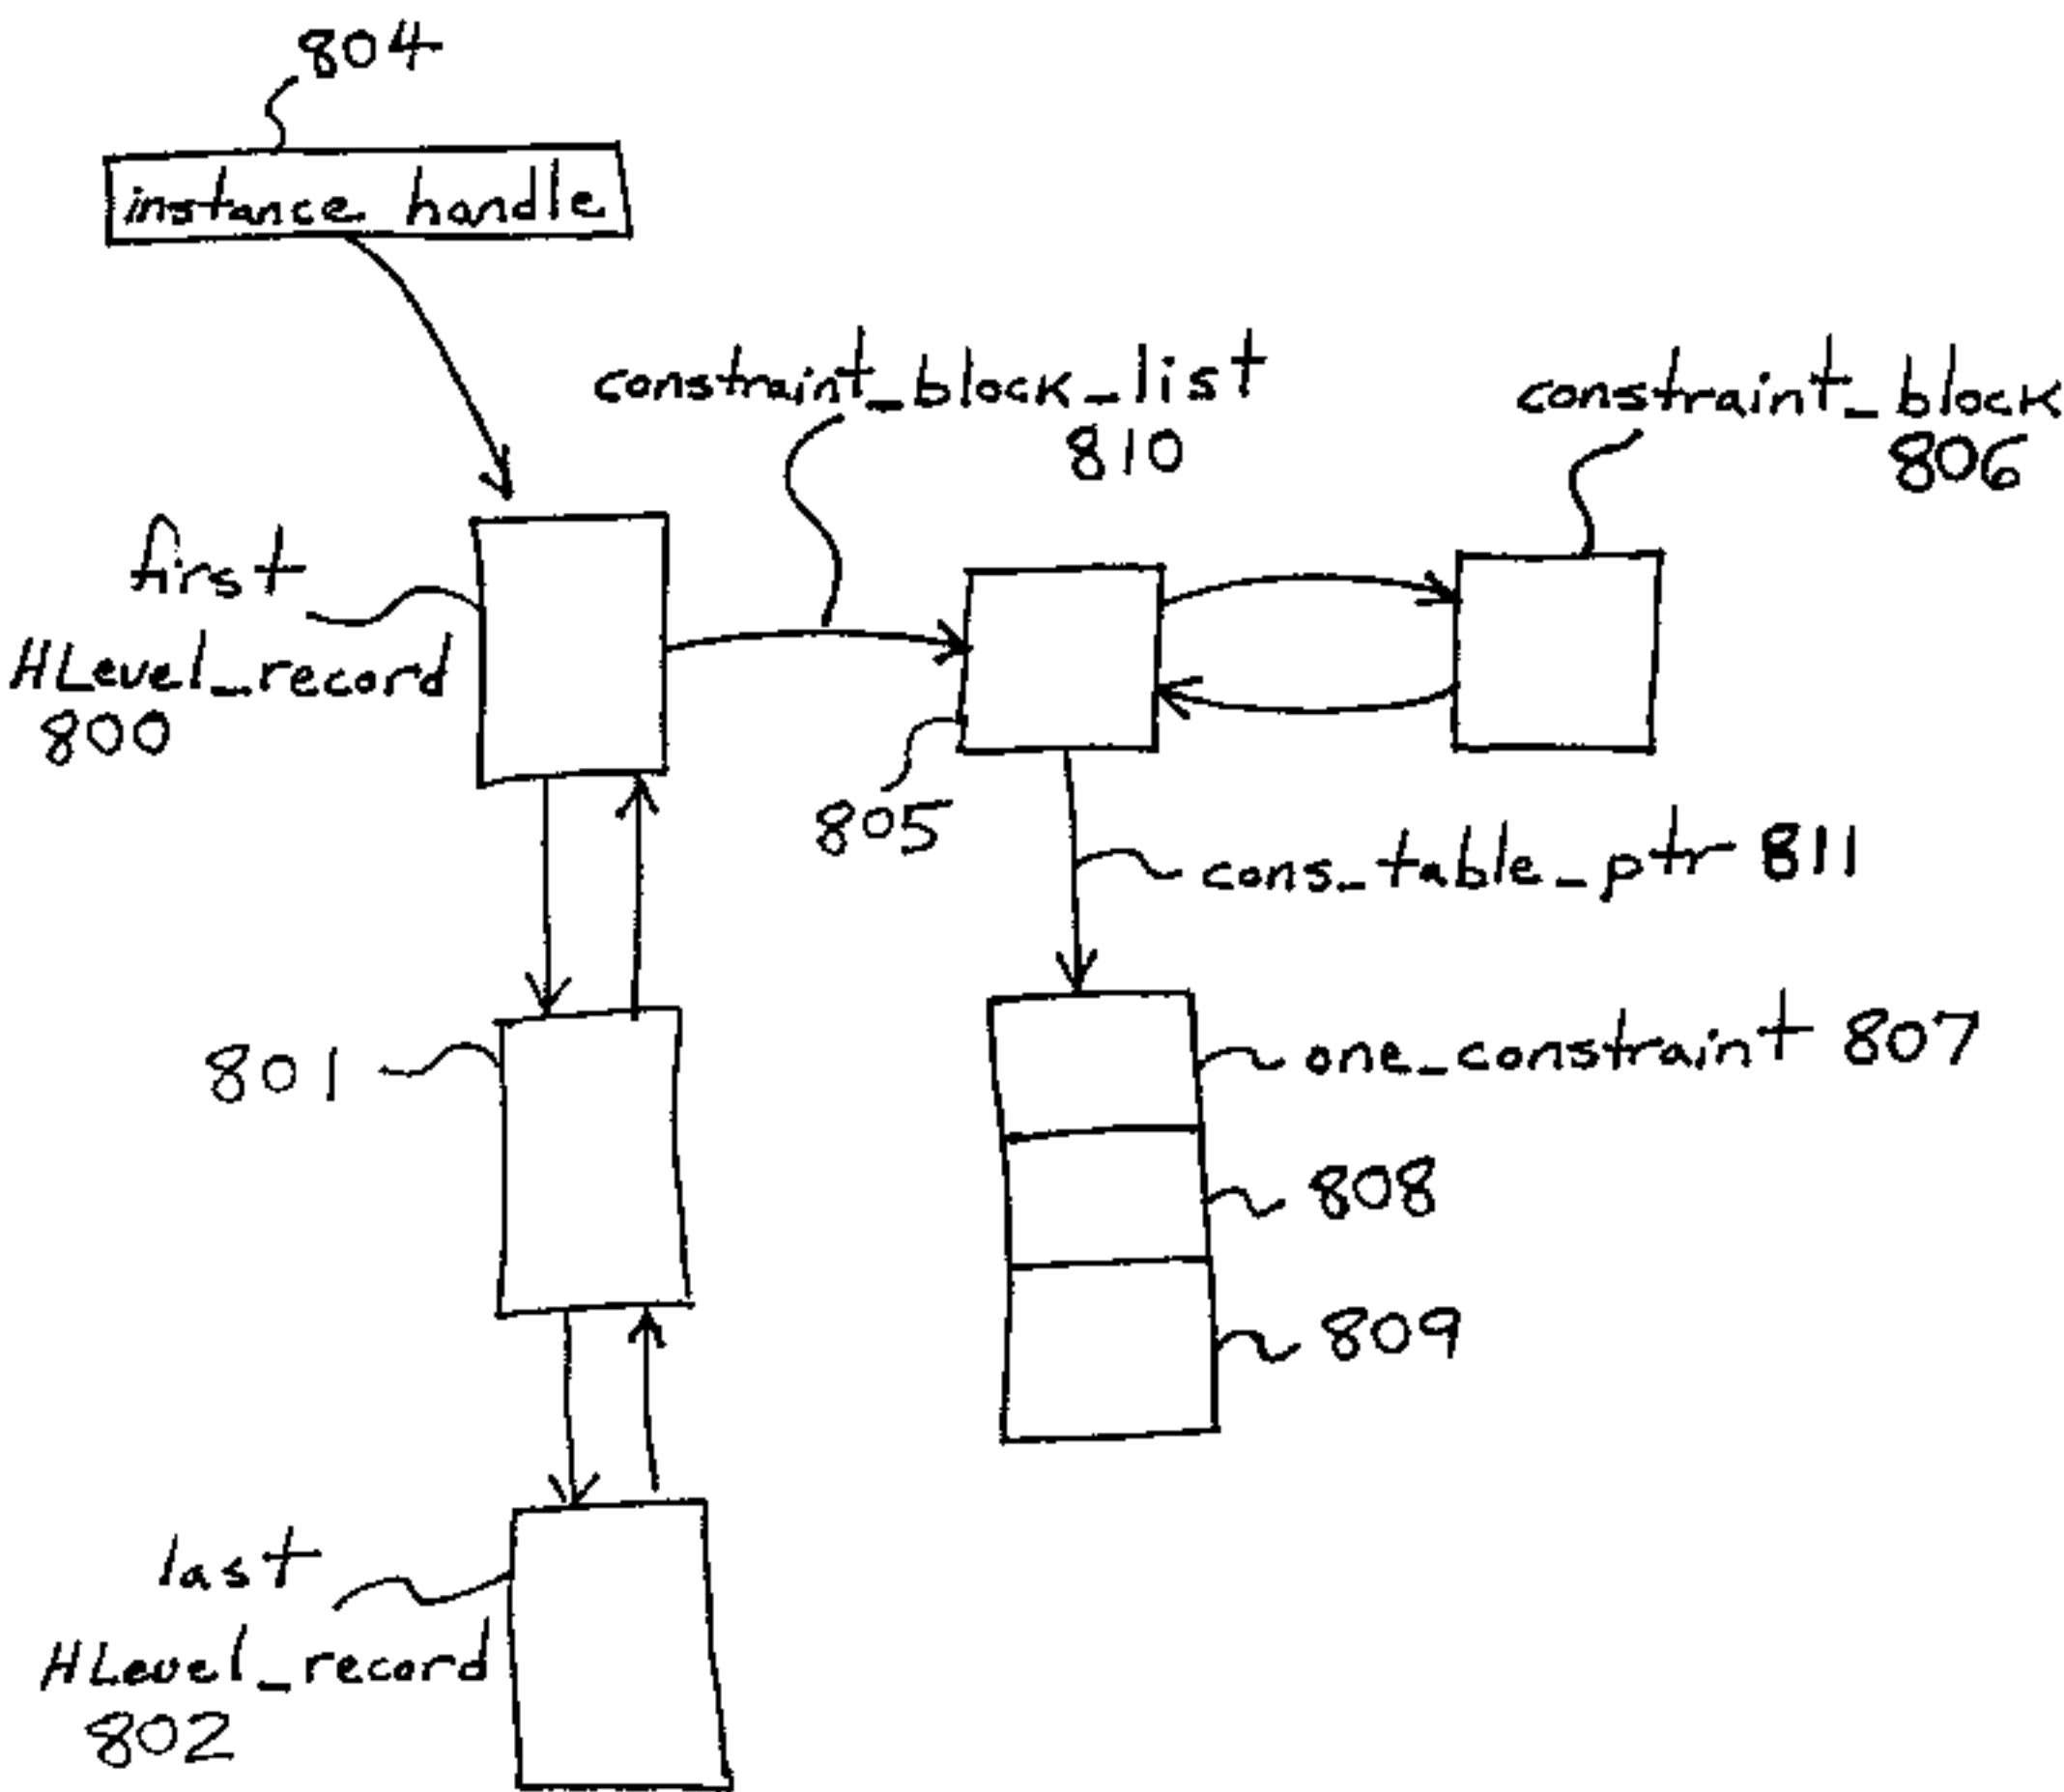 804
instance handle
constraint_block_list
810
constraint_block
806
first
HLevel_record
800
805
cons_table_ptr 811
801
one_constraint 807
808
809
last
HLevel_record
802